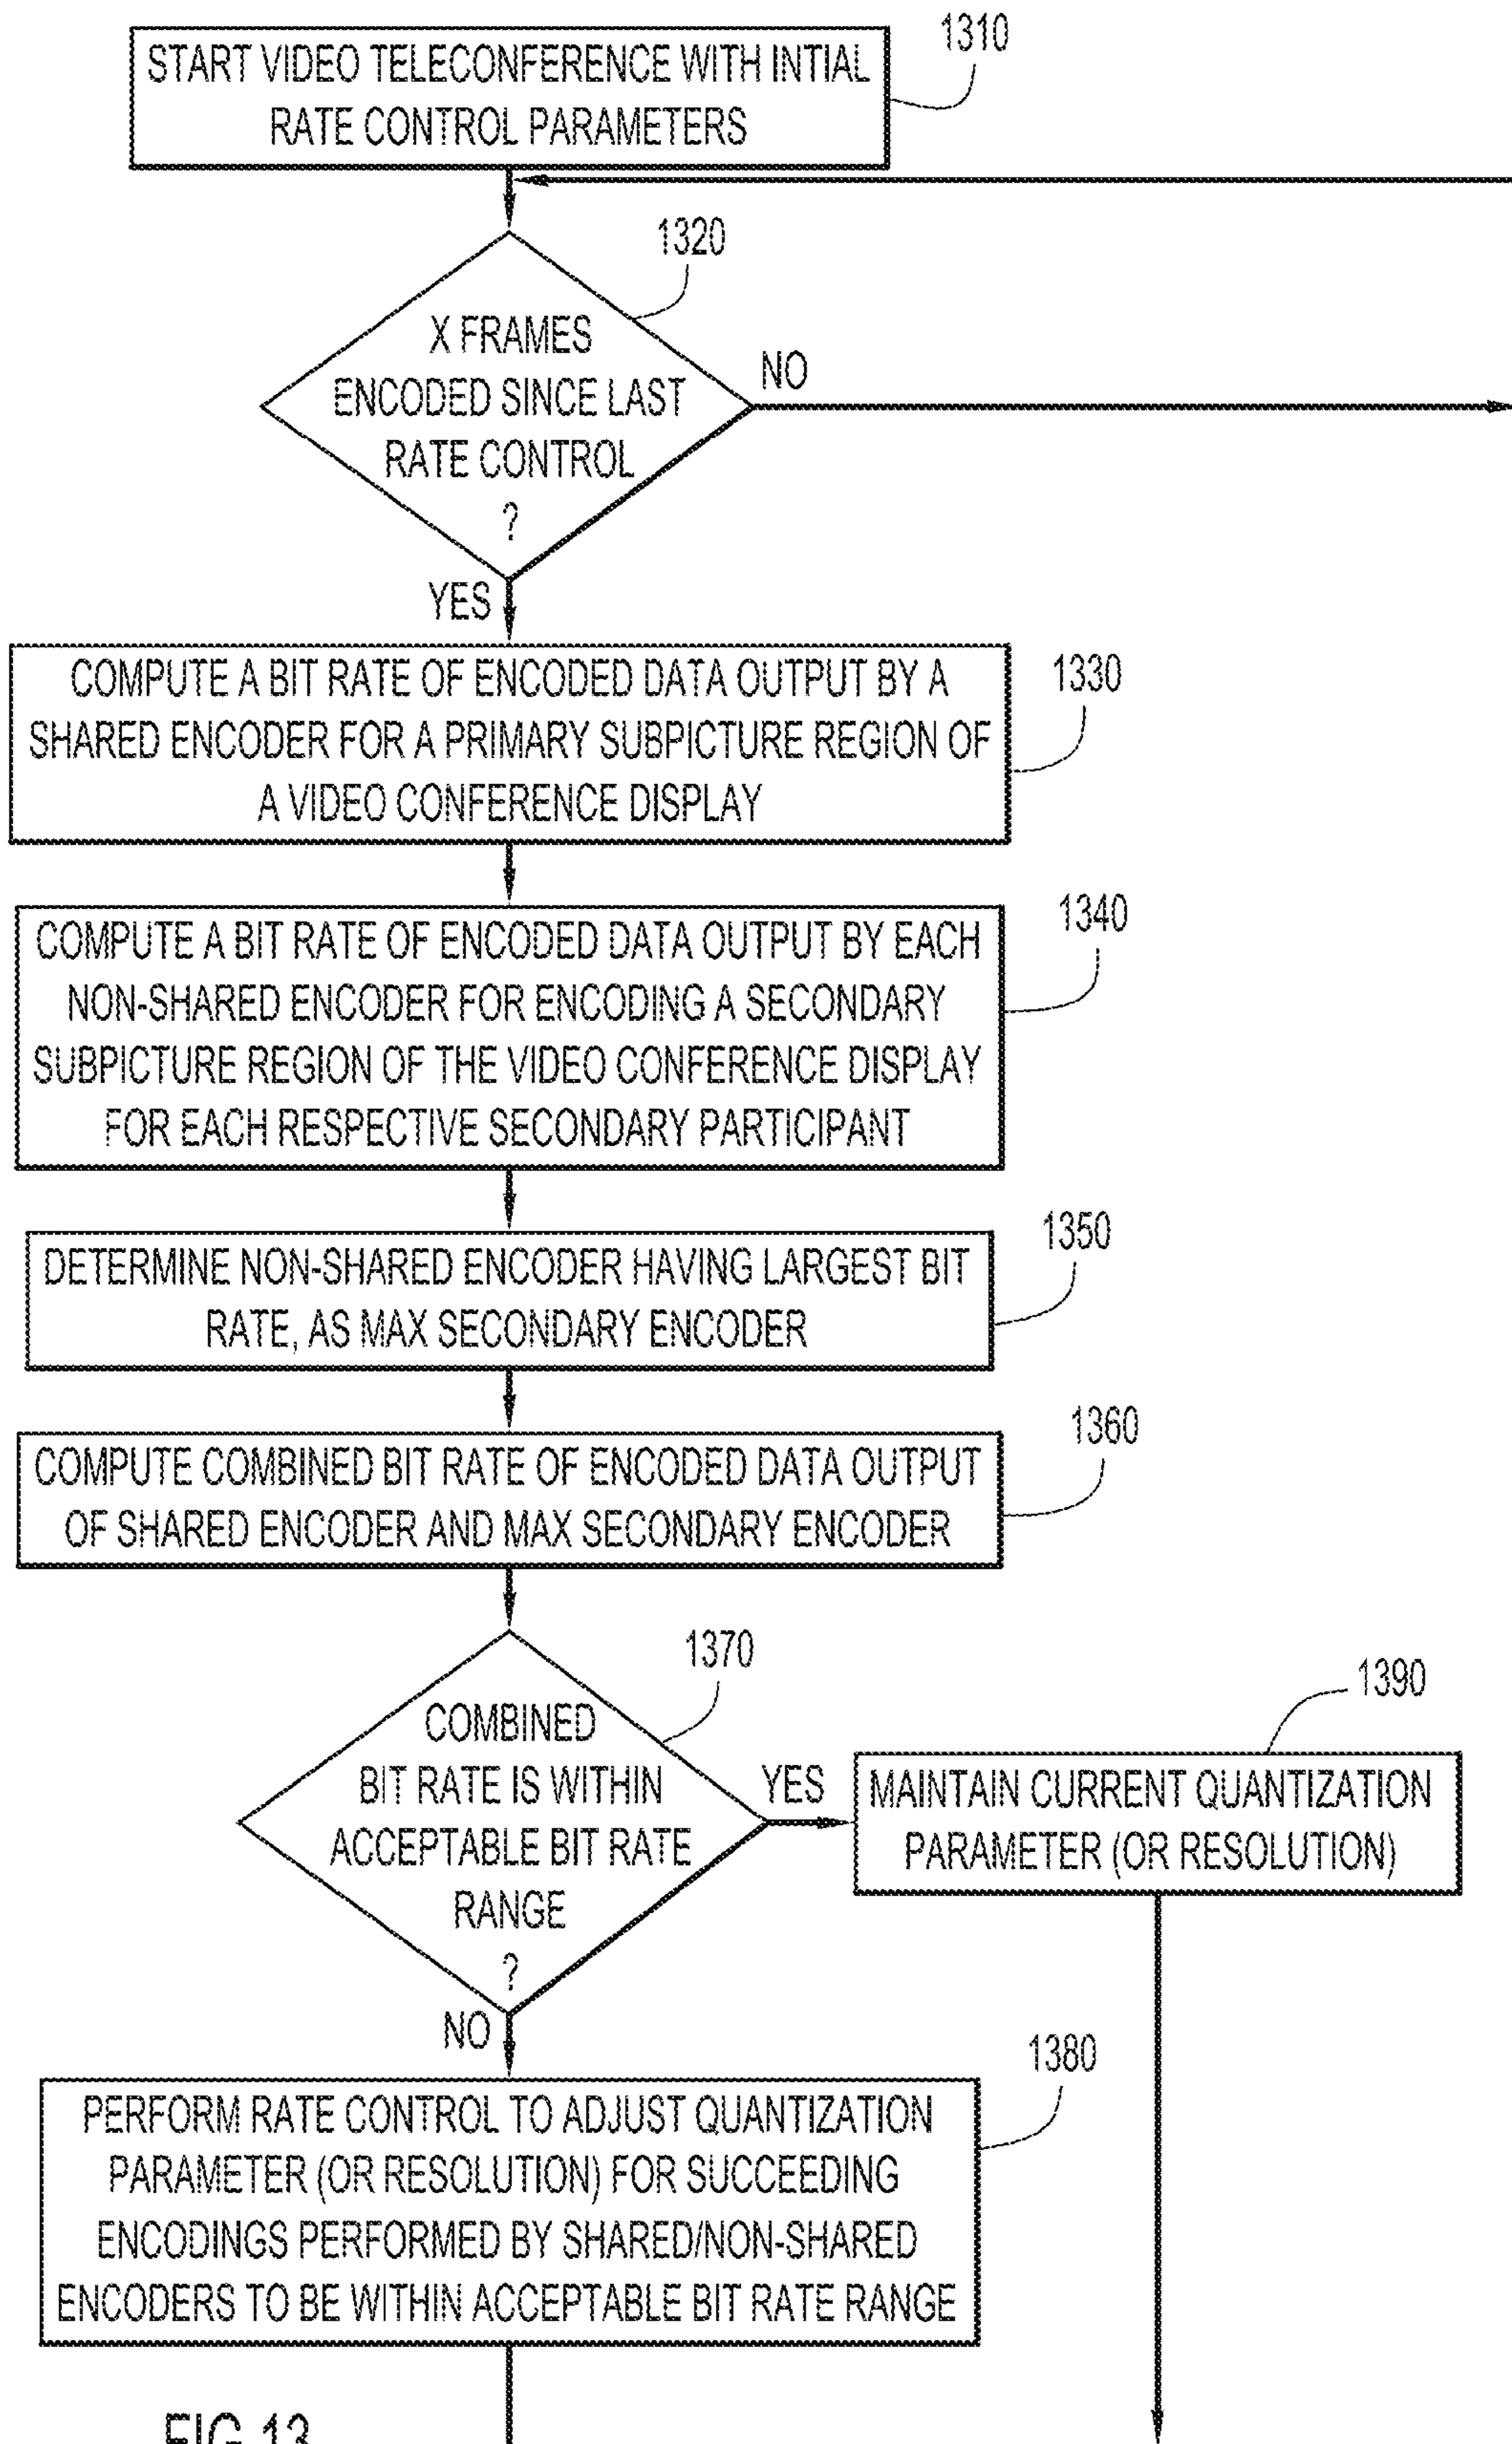 1310
START VIDEO TELECONFERENCE WITH INTIAL
RATE CONTROL PARAMETERS
1320
X FRAMES
ENCODED SINCE LAST
RATE CONTROL
?
NO
YES
1330
COMPUTE A BIT RATE OF ENCODED DATA OUTPUT BY A
SHARED ENCODER FOR A PRIMARY SUBPICTURE REGION OF
A VIDEO CONFERENCE DISPLAY
1340
COMPUTE A BIT RATE OF ENCODED DATA OUTPUT BY EACH
NON-SHARED ENCODER FOR ENCODING A SECONDARY
SUBPICTURE REGION OF THE VIDEO CONFERENCE DISPLAY
FOR EACH RESPECTIVE SECONDARY PARTICIPANT
1350
DETERMINE NON-SHARED ENCODER HAVING LARGEST BIT
RATE, AS MAX SECONDARY ENCODER
1360
COMPUTE COMBINED BIT RATE OF ENCODED DATA OUTPUT
OF SHARED ENCODER AND MAX SECONDARY ENCODER
1370
COMBINED
BIT RATE IS WITHIN
ACCEPTABLE BIT RATE
RANGE
?
YES
1390
MAINTAIN CURRENT QUANTIZATION
PARAMETER (OR RESOLUTION)
NO
1380
PERFORM RATE CONTROL TO ADJUST QUANTIZATION
PARAMETER (OR RESOLUTION) FOR SUCCEEDING
ENCODINGS PERFORMED BY SHARED/NON-SHARED
ENCODERS TO BE WITHIN ACCEPTABLE BIT RATE RANGE
FIG.13